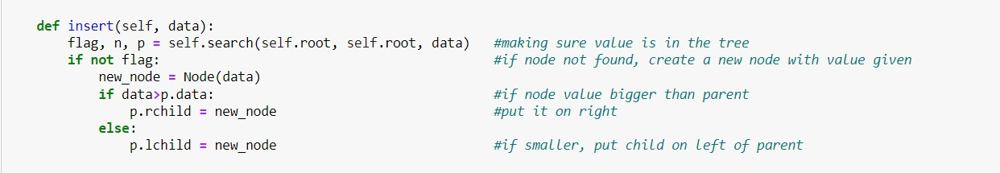 def insert(self, data):
    flag, n, p = self.search(self.root, self.root, data)   #making sure value is in the tree
    if not flag:                                           #if node not found, create a new node with value given
        new_node = Node(data)
        if data>p.data:                                    #if node value bigger than parent
            p.rchild = new_node                            #put it on right
        else:
            p.lchild = new_node                            #if smaller, put child on left of parent